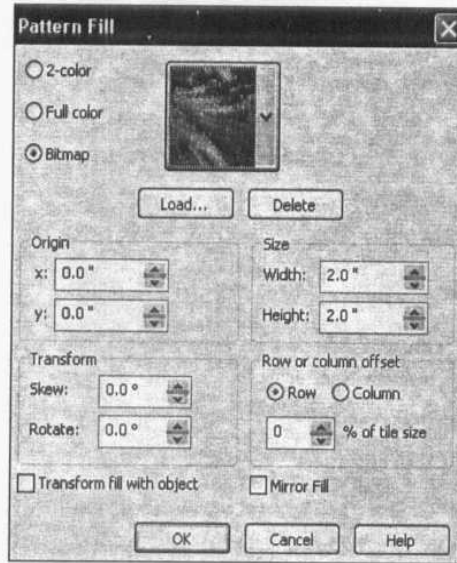 Pattern Fill
2-color
Full color
Bitmap
Load... Delete
Origin
x: 0.0 "
y: 0.0 "
Size
Width: 2.0 "
Height: 2.0 "
Transform
Skew: 0.0 °
Rotate: 0.0 °
Row or column offset
Row Column
0 % of tile size
Transform fill with object
Mirror Fill
OK Cancel Help